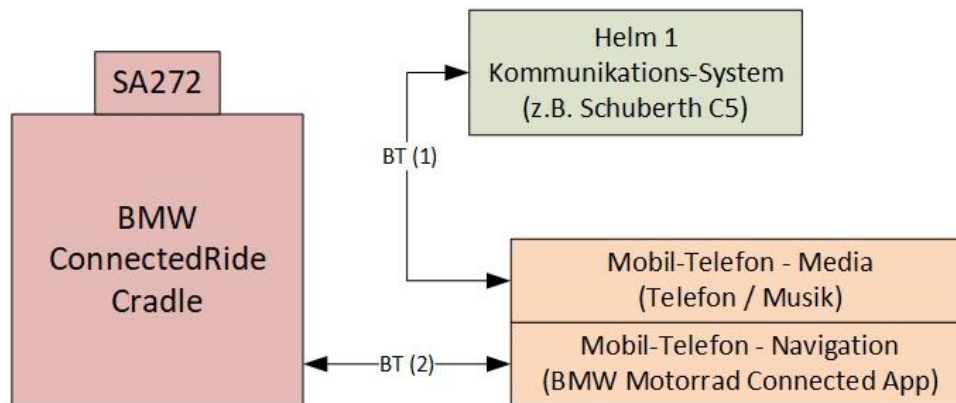 SA272
BMW
ConnectedRide
Cradle
Helm 1
Kommunikations-System
(z.B. Schuberth C5)
BT (1)
Mobil-Telefon - Media
(Telefon / Musik)
BT (2)
Mobil-Telefon - Navigation
(BMW Motorrad Connected App)